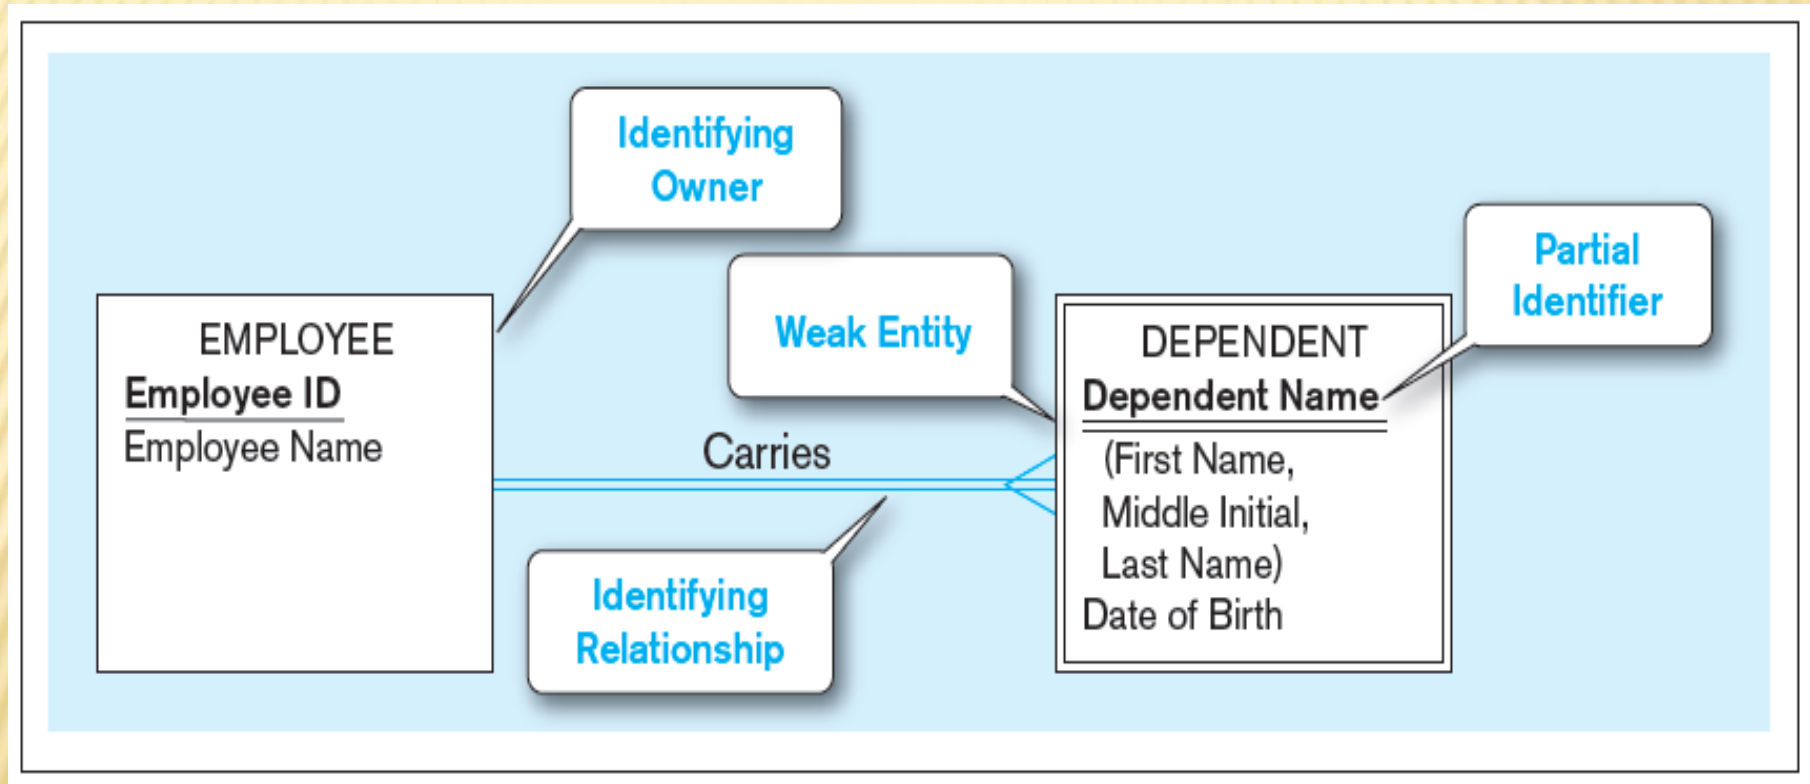 Identifying
Owner
Partial
Identifier
Weak Entity
EMPLOYEE
Employee ID
Employee Name
Carries
DEPENDENT
Dependent Name
(First Name,
Middle Initial,
Last Name)
Date of Birth
Identifying
Relationship